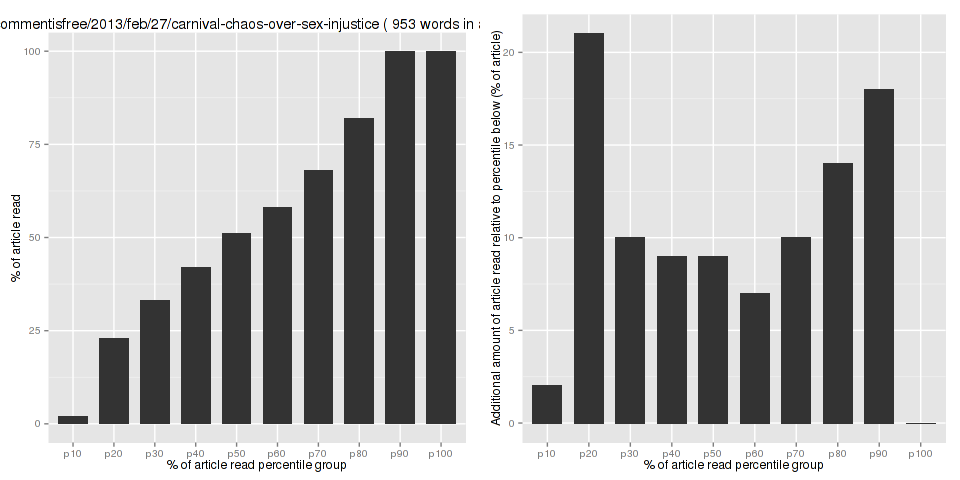 ommentisfree/2013/feb/27/carnival-chaos-over-sex-injustice ( 953 words in
% of article read
100
75
50
25
0
p10 p20 p30 p40 p50 p60 p70 p80 p90 p100
% of article read percentile group
Additional amount of article read relative to percentile below (% of article)
20
15
10
5
0
p10 p20 p30 p40 p50 p60 p70 p80 p90 p100
% of article read percentile group